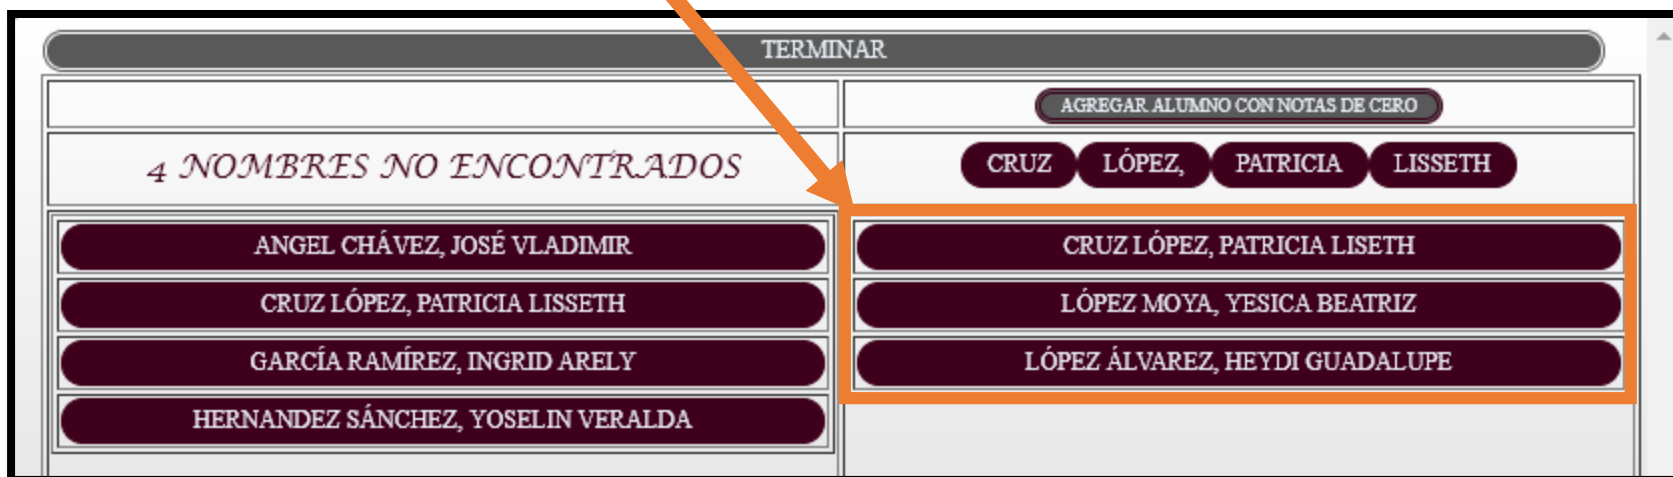 TERMINAR
AGREGAR ALUMNO CON NOTAS DE CERO
4 NOMBRES NO ENCONTRADOS
CRUZ LÓPEZ, PATRICIA LISSETH
ANGEL CHÁVEZ, JOSÉ VLADIMIR
CRUZ LÓPEZ, PATRICIA LISSETH
GARCÍA RAMÍREZ, INGRID ARELY
HERNANDEZ SÁNCHEZ, YOSELIN VERALDA
CRUZ LÓPEZ, PATRICIA LISETH
LÓPEZ MOYA, YESICA BEATRIZ
LÓPEZ ÁLVAREZ, HEYDI GUADALUPE